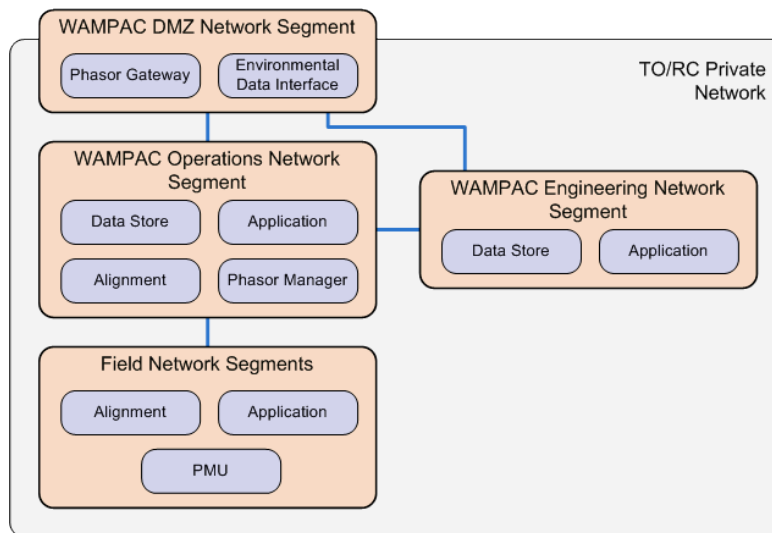 WAMPAC DMZ Network Segment
Phasor Gateway
Environmental
Data Interface
TO/RC Private
Network
WAMPAC Operations Network
Segment
Data Store
Application
Alignment
Phasor Manager
WAMPAC Engineering Network
Segment
Data Store
Application
Field Network Segments
Alignment
Application
PMU